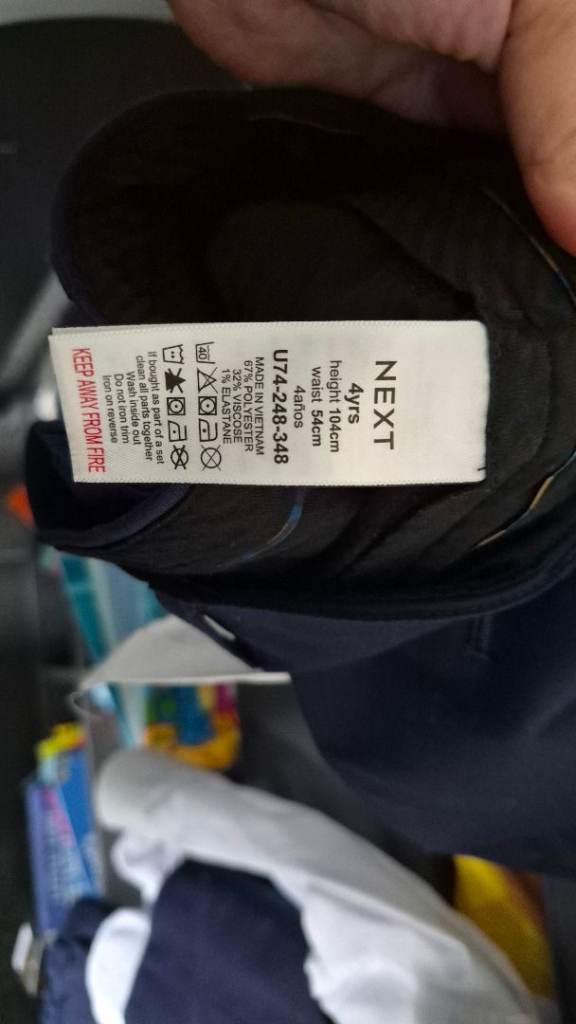 NEXT
4yrs
height 104cm
waist 54cm
4años
U74-248-348
MADE IN VIETNAM
67% POLYESTER
32% VISCOSE
1% ELASTANE
40
If bought as part of a set
clean all parts together
Wash inside out
Do not iron trim
Iron on reverse
KEEP AWAY FROM FIRE